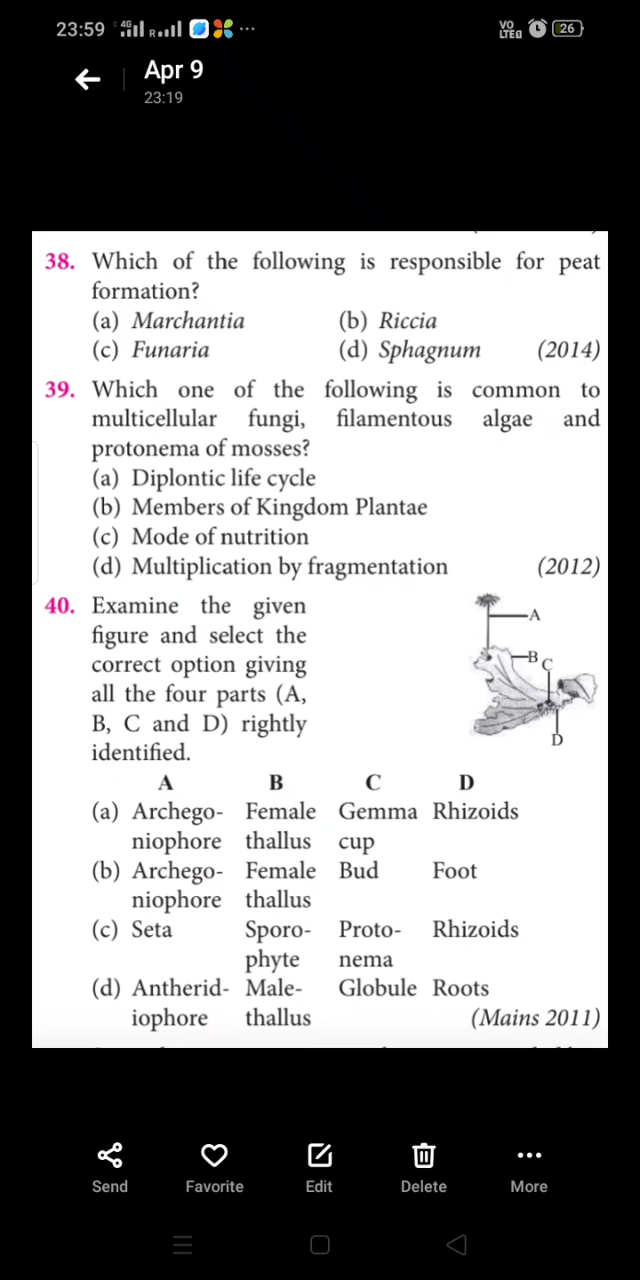 23:59 4G R ... VO LTE 26
Apr 9
23:19
38. Which of the following is responsible for peat
formation?
(a) Marchantia (b) Riccia
(c) Funaria (d) Sphagnum (2014)
39. Which one of the following is common to
multicellular fungi, filamentous algae and
protonema of mosses?
(a) Diplontic life cycle
(b) Members of Kingdom Plantae
(c) Mode of nutrition
(d) Multiplication by fragmentation (2012)
40. Examine the given
figure and select the
correct option giving
all the four parts (A,
B, C and D) rightly
identified.
A
B
C
D
A B C D
(a) Archego- Female Gemma Rhizoids
niophore thallus cup
(b) Archego- Female Bud Foot
niophore thallus
(c) Seta Sporo- Proto- Rhizoids
phyte nema
(d) Antherid- Male- Globule Roots
iophore thallus (Mains 2011)
Send Favorite Edit Delete More